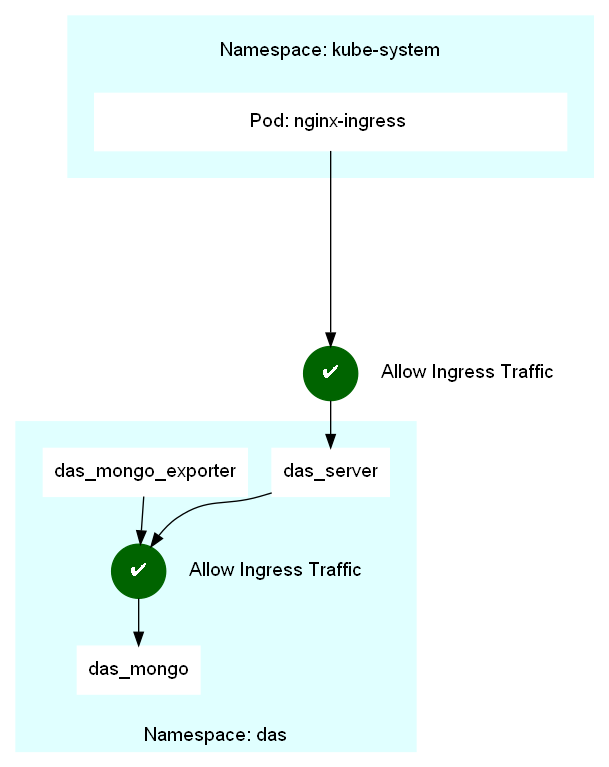 Namespace: kube-system
Pod: nginx-ingress
✔ Allow Ingress Traffic
das_mongo_exporter das_server
✔ Allow Ingress Traffic
das_mongo
Namespace: das